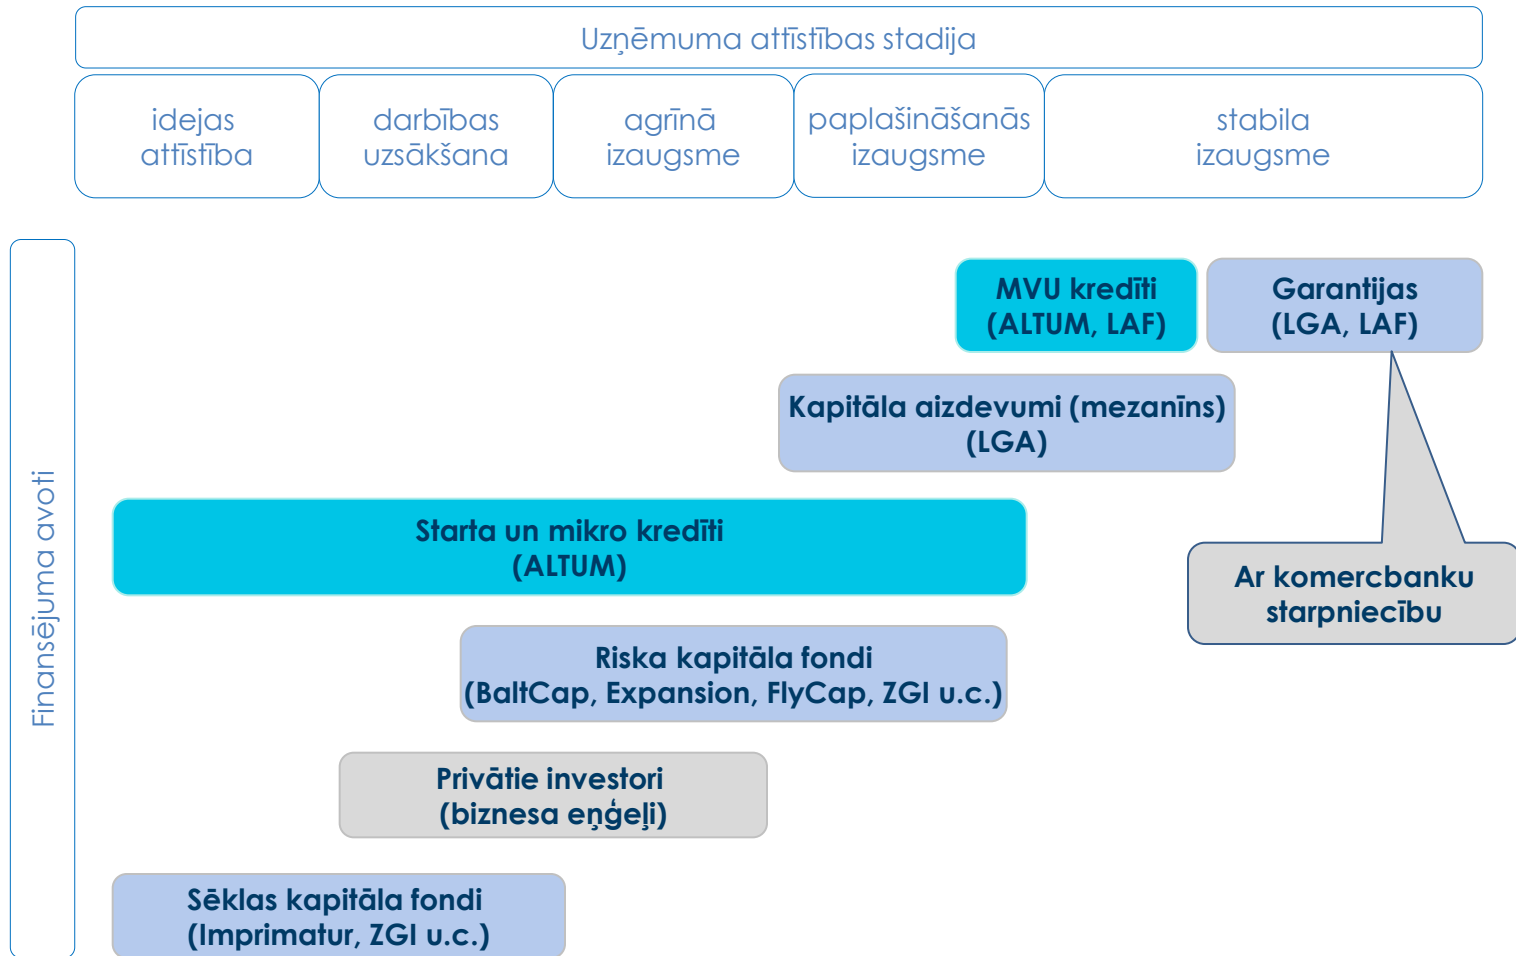 Uzņēmuma attīstības stadija
idejas
attīstība
darbības
uzsākšana
agrīnā
izaugsme
paplašināšanās
izaugsme
stabila
izaugsme
Finansējuma avoti
MVU kredīti
(ALTUM, LAF)
Garantijas
(LGA, LAF)
Kapitāla aizdevumi (mezanīns)
(LGA)
Starta un mikro kredīti
(ALTUM)
Ar komercbanku
starpniecību
Riska kapitāla fondi
(BaltCap, Expansion, FlyCap, ZGI u.c.)
Privātie investori
(biznesa eņģeļi)
Sēklas kapitāla fondi
(Imprimatur, ZGI u.c.)